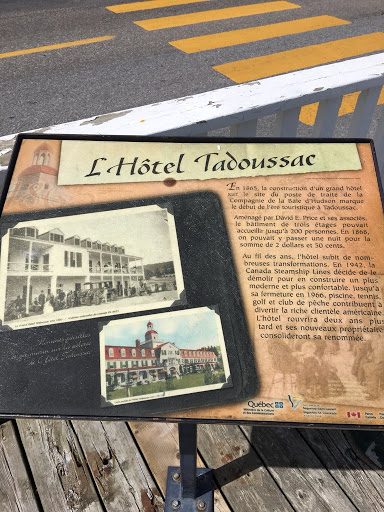 L'Hôtel Tadoussac
En 1865, la construction d'un grand hôtel
sur le site du poste de traite de la
Compagnie de la Baie d'Hudson marque
le début de l'ère touristique à Tadoussac.
Aménagé par David E. Price et ses associés,
le bâtiment de trois étages pouvait
accueillir jusqu'à 200 personnes. En 1868,
on pouvait y passer une nuit pour la
somme de 2 dollars et 50 cents.
Au fil des ans, l'hôtel subit de nom-
breuses transformations. En 1942, la
Canada Steamship Lines décide de le
démolir pour en construire un plus
moderne et plus confortable. Jusqu'à
sa fermeture en 1966, piscine, tennis,
golf et club de pêche contribuent à
divertir la riche clientèle américaine.
L'hôtel rouvrira deux ans plus
tard et ses nouveaux propriétaires
consolideront sa renommée.
de l'Hôtel Tadoussac
Québec
Canada